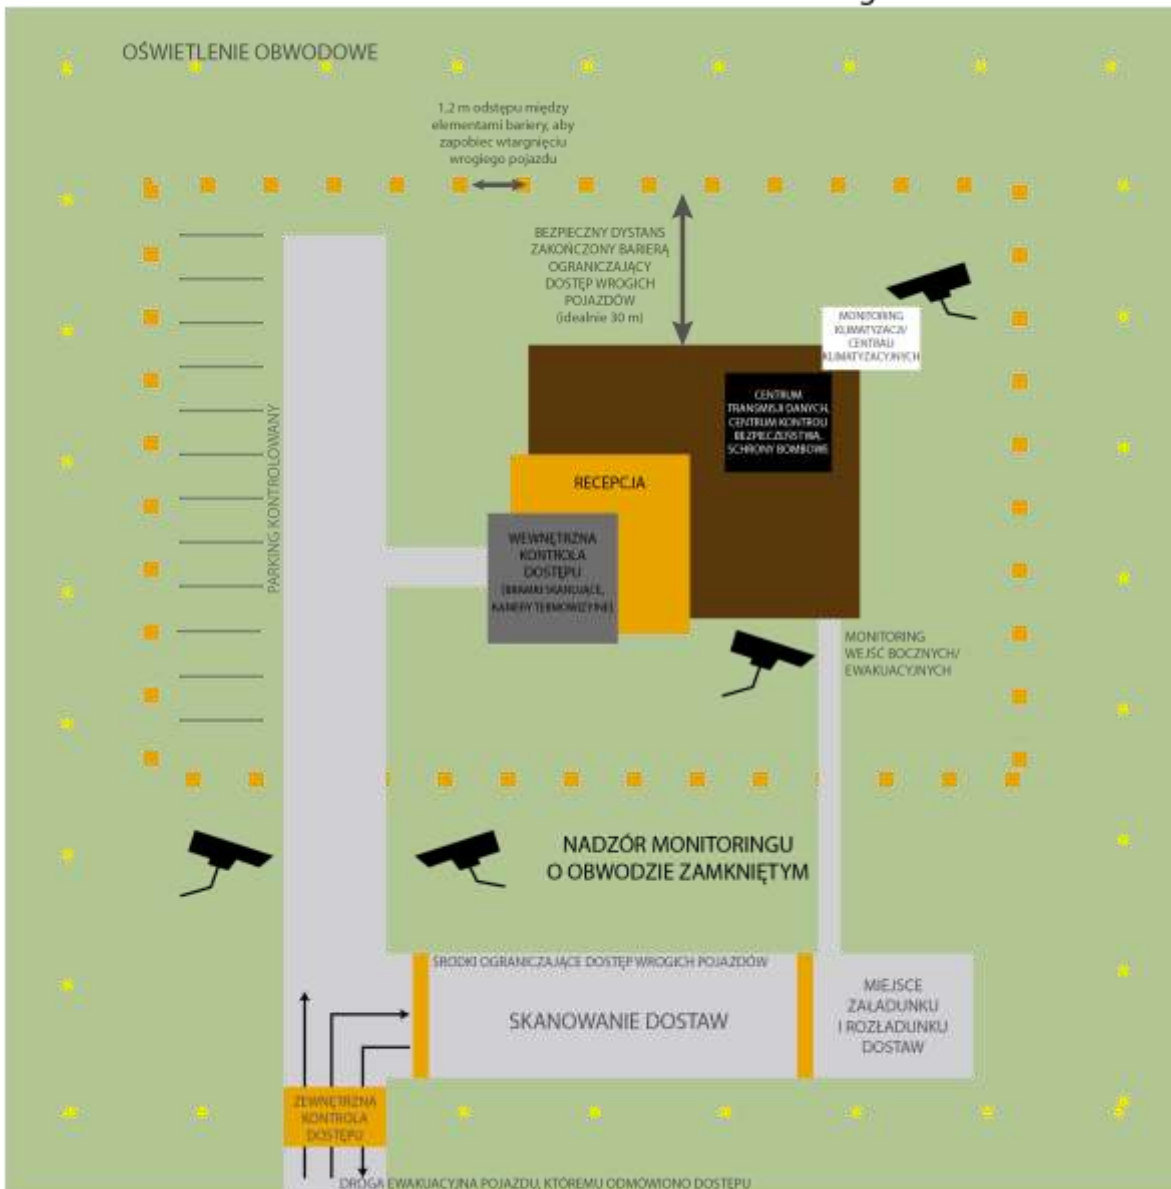 OŚWIETLENIE OBWODOWE
1,2 m odstępu między
elementami bariery, aby
zapobiec wtargnięciu
wrogiego pojazdu
BEZPIECZNY DYSTANS
ZAKOŃCZONY BARIERĄ
OGRANICZAJĄCY
DOSTĘP WROGICH
POJAZDÓW
(idealnie 30 m)
MONITORING
KLIMATYZACJI/
CENTRALI
KLIMATYZACYJNYCH
CENTRUM
TRANSMISJI DANYCH,
CENTRUM KONTROLI
BEZPIECZEŃSTWA,
SCHRONY BOMBOWE
PARKING KONTROLOWANY
RECEPCJA
WEWNĘTRZNA
KONTROLA
DOSTĘPU
(BRAMKI SKANUJĄCE,
KAMERY TERMOWIZYJNE)
MONITORING
WEJŚĆ BOCZNYCH/
EWAKUACYJNYCH
NADZÓR MONITORINGU
O OBWODZIE ZAMKNIĘTYM
ŚRODKI OGRANICZAJĄCE DOSTĘP WROGICH POJAZDÓW
SKANOWANIE DOSTAW
MIEJSCE
ZAŁADUNKU
I ROZŁADUNKU
DOSTAW
ZEWNĘTRZNA
KONTROLA
DOSTĘPU
DROGA EWAKUACYJNA POJAZDU, KTÓREMU ODMÓWIONO DOSTĘPU